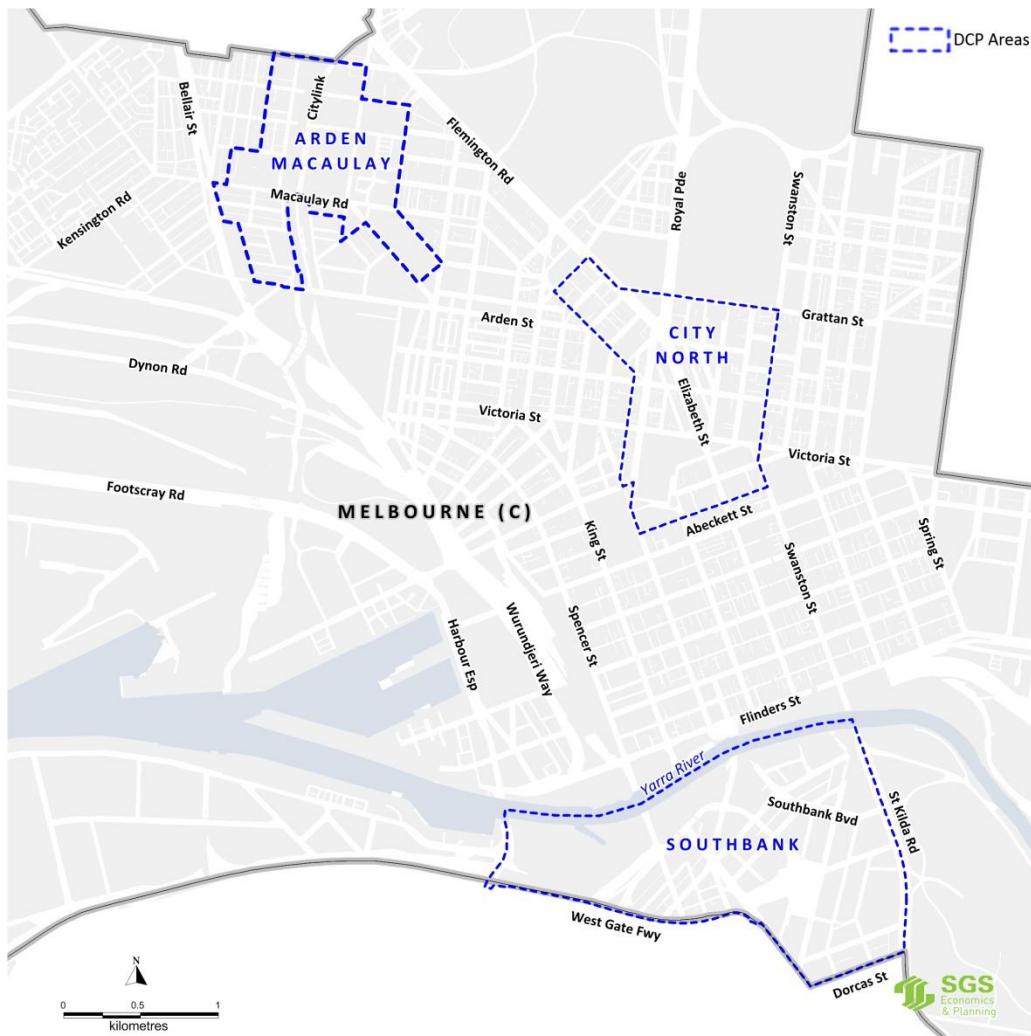 DCP Areas
Bellair St
Citylink
ARDEN
MACAULAY
Flemington Rd
Macaulay Rd
Kensington Rd
Royal Pde
Swanston St
Arden St
Grattan St
CITY
NORTH
Dynon Rd
Elizabeth St
Victoria St
Victoria St
Footscray Rd
MELBOURNE (C)
Abeckett St
King St
Swanston St
Spring St
Harbour Esp
Wurundjeri Way
Spencer St
Flinders St
Yarra River
Southbank Bvd
St Kilda Rd
SOUTHBANK
West Gate Fwy
Dorcas St
N
0 0.5 1
kilometres
SGS
Economics
& Planning